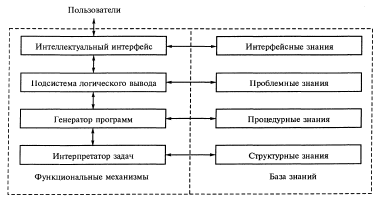 Пользователи
Интеллектуальный интерфейс
Интерфейсные знания
Подсистема логического вывода
Проблемные знания
Генератор программ
Процедурные знания
Интерпретатор задач
Структурные знания
Функциональные механизмы
База знаний